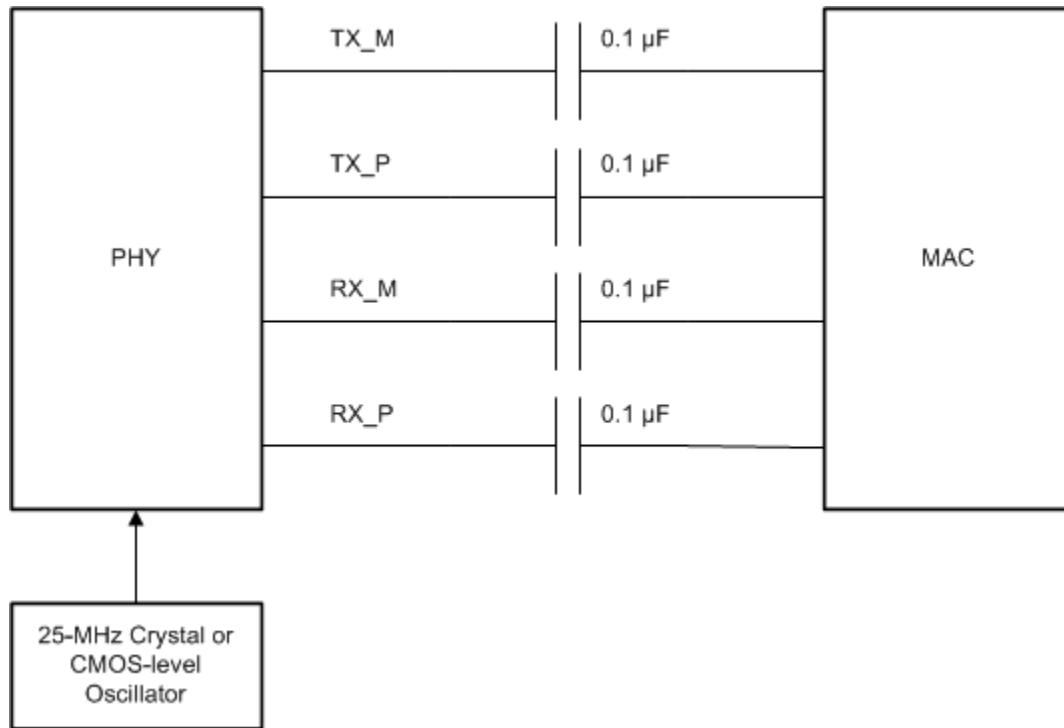 TX_M
0.1 µF
TX_P
0.1 µF
PHY
MAC
RX_M
0.1 µF
RX_P
0.1 µF
25-MHz Crystal or
CMOS-level
Oscillator